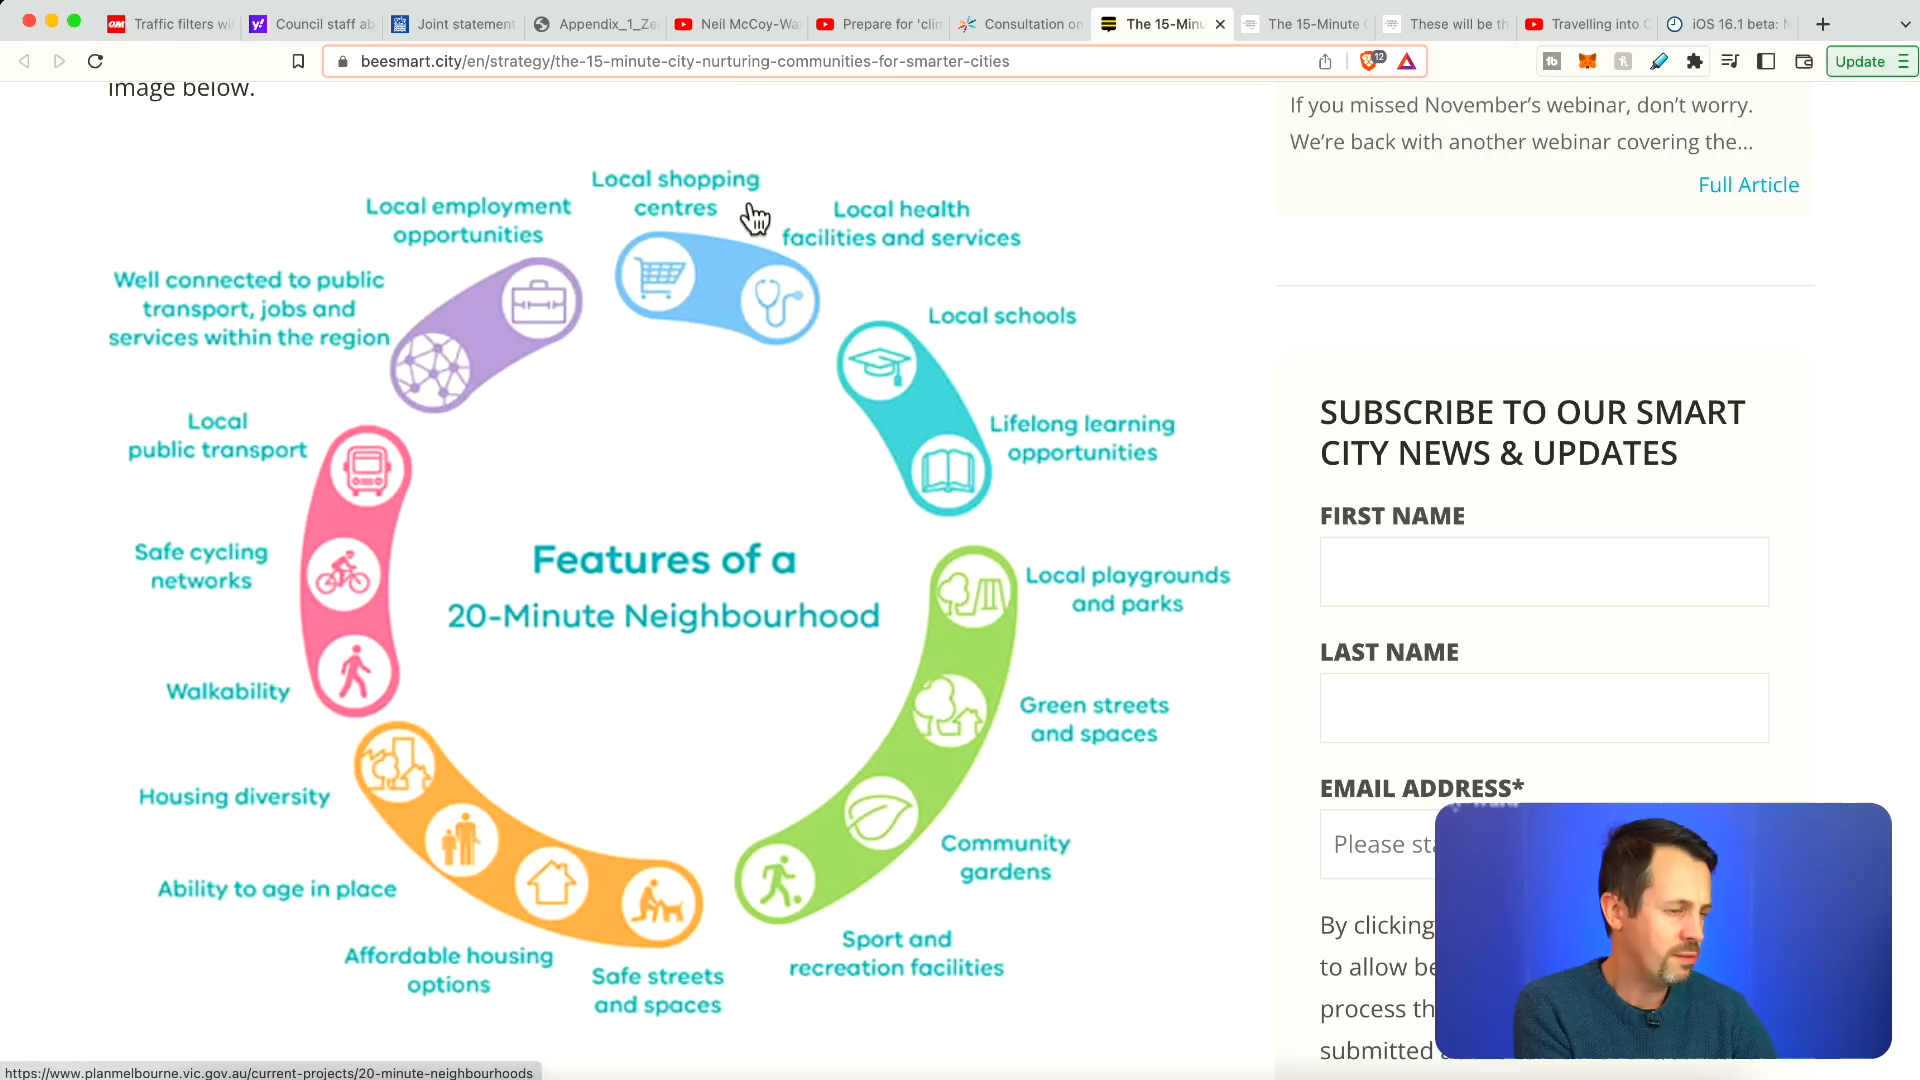 Traffic filters wi
Council staff ab
Joint statement
Appendix_1_Ze
Neil McCoy-Wa
Prepare for 'clin
Consultation on
The 15-Minu
The 15-Minute
These will be th
Travelling into
iOS 16.1 beta:
beesmart.city/en/strategy/the-15-minute-city-nurturing-communities-for-smarter-cities
12
Update
image below.
Local shopping
centres
Local employment
opportunities
Local health
facilities and services
Well connected to public
transport, jobs and
services within the region
Local schools
Local
public transport
Lifelong learning
opportunities
Safe cycling
networks
Features of a
20-Minute Neighbourhood
Local playgrounds
and parks
Walkability
Green streets
and spaces
Housing diversity
Community
gardens
Ability to age in place
Sport and
recreation facilities
Affordable housing
options
Safe streets
and spaces
If you missed November's webinar, don't worry.
We're back with another webinar covering the...
Full Article
SUBSCRIBE TO OUR SMART
CITY NEWS & UPDATES
FIRST NAME
LAST NAME
EMAIL ADDRESS*
Please sta
By clicking
to allow be
process th
submitted
https://www.planmelbourne.vic.gov.au/current-projects/20-minute-neighbourhoods